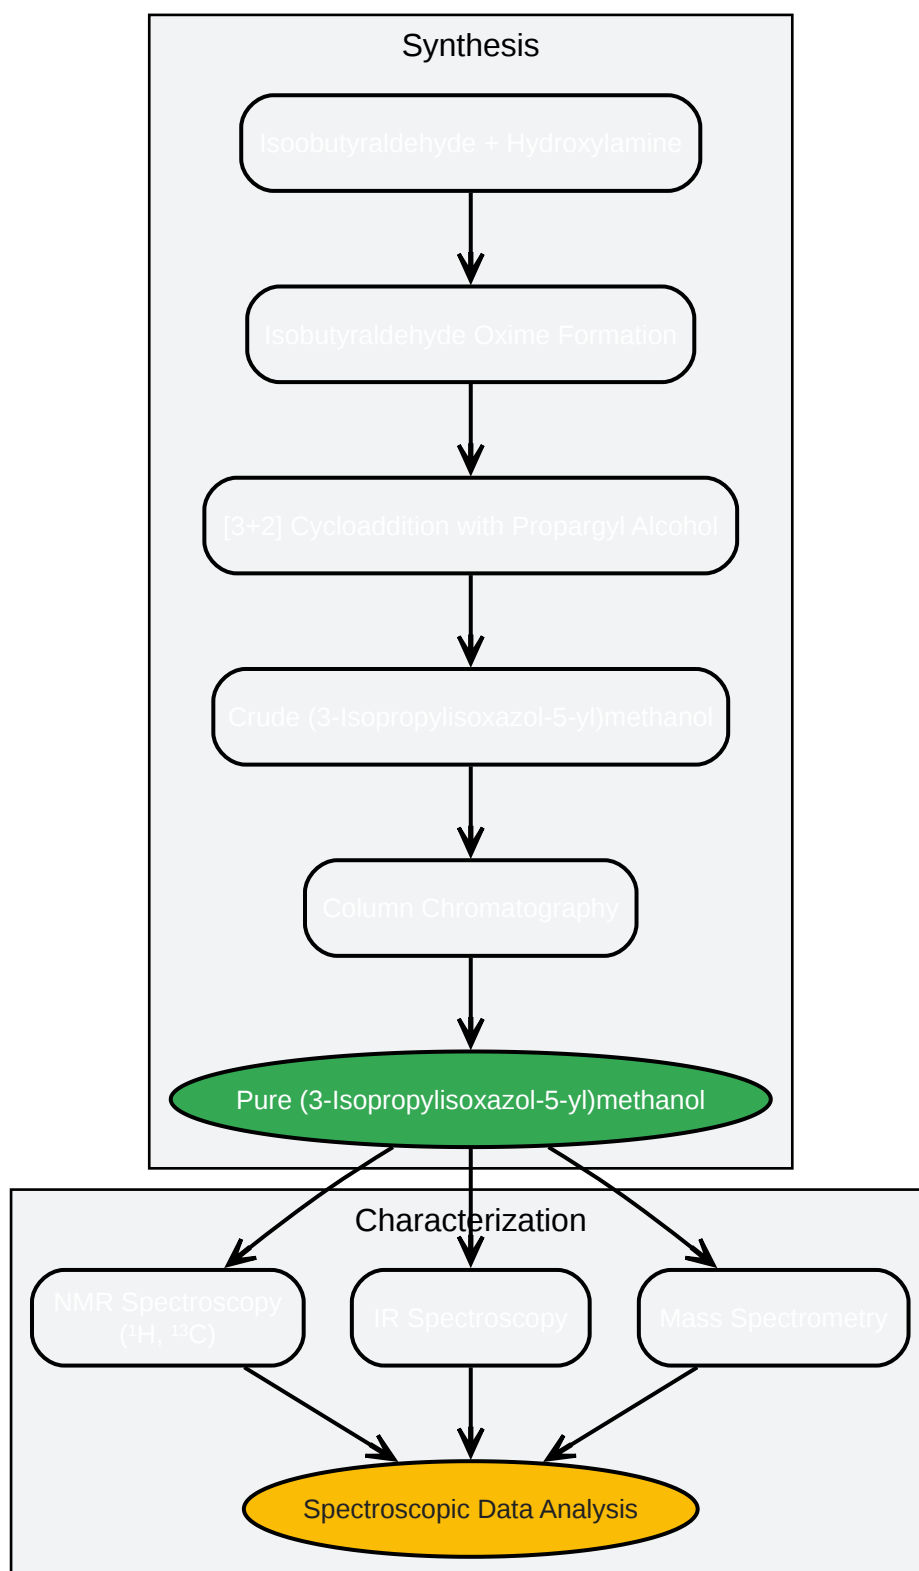 Synthesis
Isoobutyraldehyde + Hydroxylamine
Isobutyraldehyde Oxime Formation
[3+2] Cycloaddition with Propargyl Alcohol
Crude (3-Isopropylisoxazol-5-yl)methanol
Column Chromatography
Pure (3-Isopropylisoxazol-5-yl)methanol
Characterization
NMR Spectroscopy
(¹H, ¹³C)
IR Spectroscopy
Mass Spectrometry
Spectroscopic Data Analysis